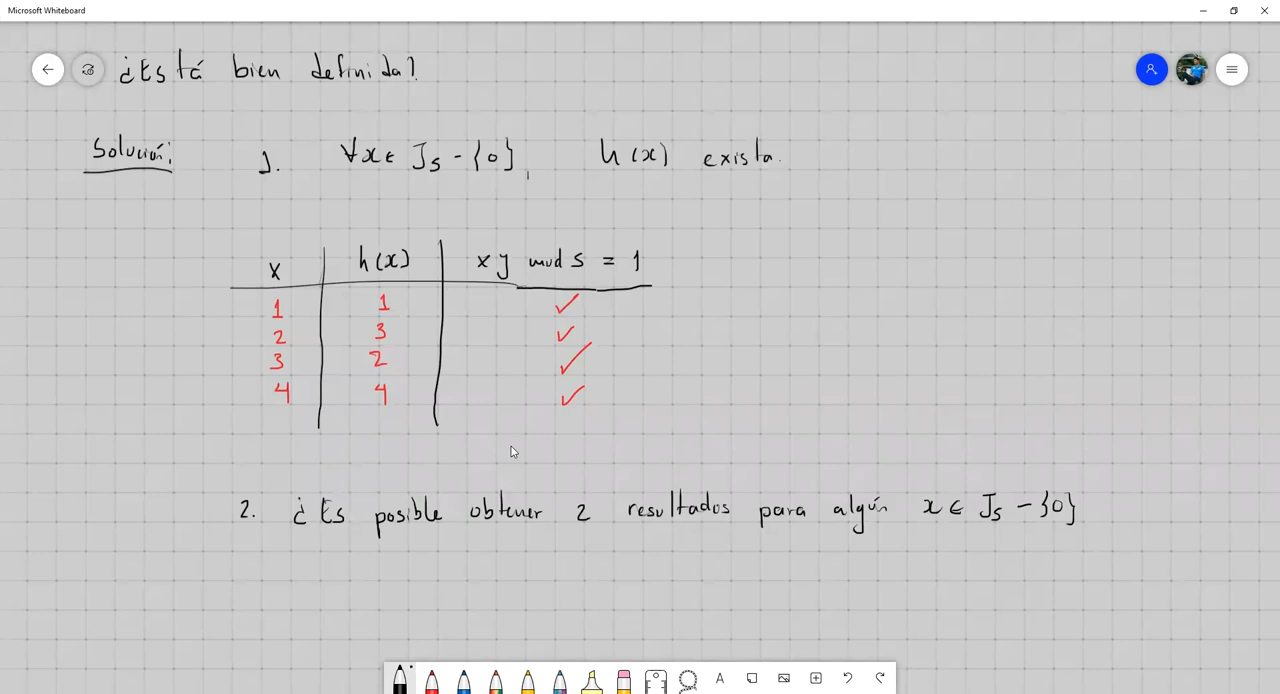 Microsoft Whiteboard
¿Está bien definida?
Solución:
1. ∀x∈ J5 - {0}, h(x) exista.
x h(x) xy mod 5 = 1
1 1 ✓
2 3 ✓
3 2 ✓
4 4 ✓
2. ¿Es posible obtener 2 resultados para algún x∈ J5 - {0}
A